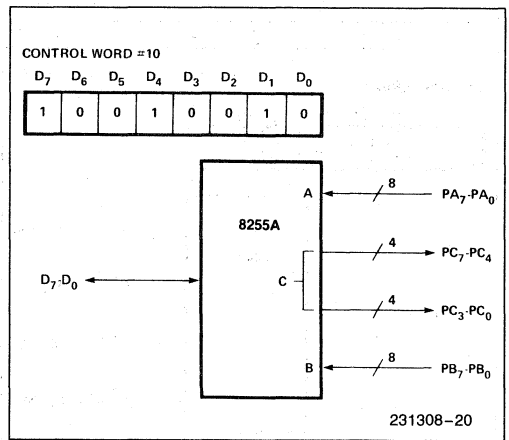 CONTROL WORD #10
D7 D6 D5 D4 D3 D2 D1 D0
1 0 0 1 0 0 1 0
A 8 PA7-PA0
8255A
4 PC7-PC4
D7-D0 C
4 PC3-PC0
B 8 PB7-PB0
231308-20